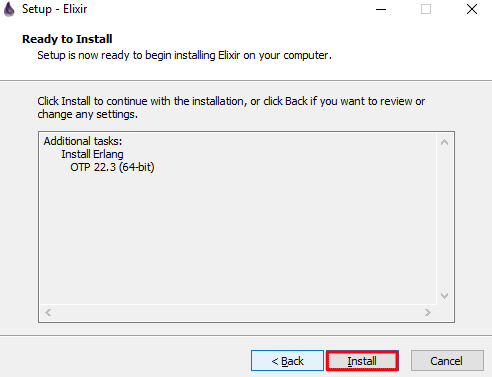 Setup - Elixir
Ready to Install
Setup is now ready to begin installing Elixir on your computer.
Click Install to continue with the installation, or click Back if you want to review or
change any settings.
Additional tasks:
Install Erlang
OTP 22.3 (64-bit)
< Back Install Cancel